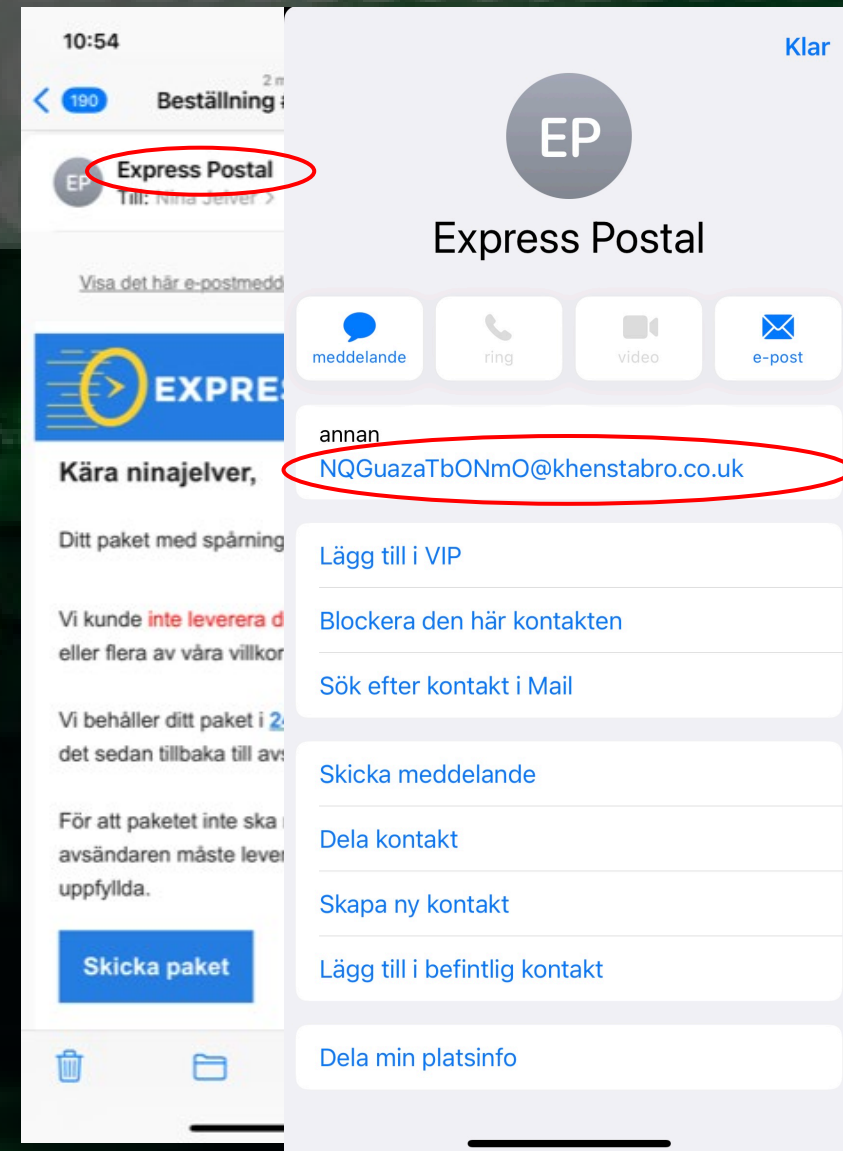 10:54
190
2 m
Beställning
EP
Express Postal
Till: Nina Jelver >
Visa det här e-postmedd
EXPRE
Kära ninajelver,
Ditt paket med spårning
Vi kunde inte leverera d
eller flera av våra villkor
Vi behåller ditt paket i 2
det sedan tillbaka till av
För att paketet inte ska
avsändaren måste lever
uppfyllda.
Skicka paket
Klar
EP
Express Postal
meddelande
ring
video
e-post
annan
NQGuazaTbONmO@khenstabro.co.uk
Lägg till i VIP
Blockera den här kontakten
Sök efter kontakt i Mail
Skicka meddelande
Dela kontakt
Skapa ny kontakt
Lägg till i befintlig kontakt
Dela min platsinfo